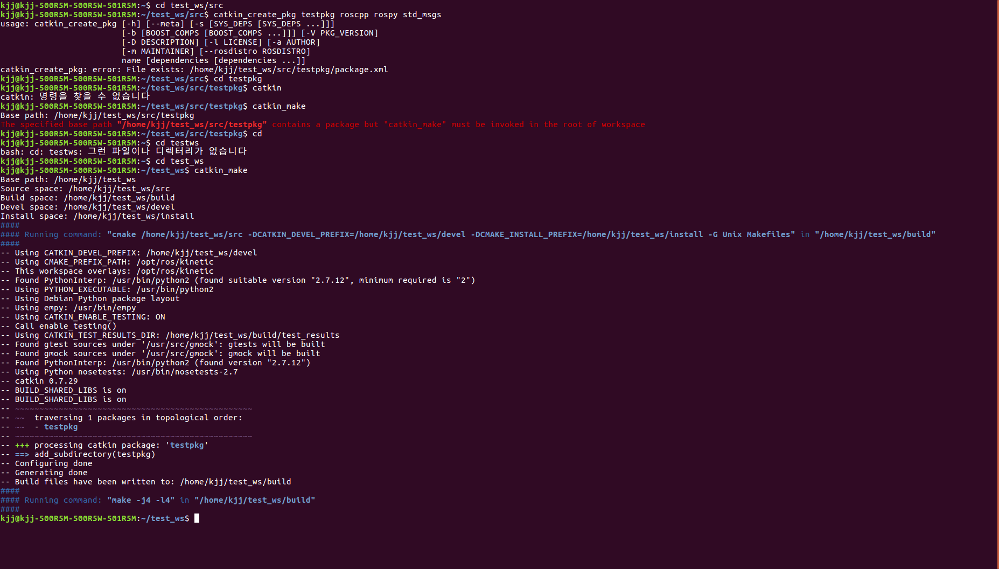 kjj@kjj-500R5M-500R5W-501R5M:~$ cd test_ws/src
kjj@kjj-500R5M-500R5W-501R5M:~/test_ws/src$ catkin_create_pkg testpkg roscpp rospy std_msgs
usage: catkin_create_pkg [-h] [--meta] [-s [SYS_DEPS [SYS_DEPS ...]]]
[-b [BOOST_COMPS [BOOST_COMPS ...]]] [-V PKG_VERSION]
[-D DESCRIPTION] [-l LICENSE] [-a AUTHOR]
[-m MAINTAINER] [--rosdistro ROSDISTRO]
name [dependencies [dependencies ...]]
catkin_create_pkg: error: File exists: /home/kjj/test_ws/src/testpkg/package.xml
kjj@kjj-500R5M-500R5W-501R5M:~/test_ws/src$ cd testpkg
kjj@kjj-500R5M-500R5W-501R5M:~/test_ws/src/testpkg$ catkin
catkin: 명령을 찾을 수 없습니다
kjj@kjj-500R5M-500R5W-501R5M:~/test_ws/src/testpkg$ catkin_make
Base path: /home/kjj/test_ws/src/testpkg
The specified base path "/home/kjj/test_ws/src/testpkg" contains a package but "catkin_make" must be invoked in the root of workspace
kjj@kjj-500R5M-500R5W-501R5M:~/test_ws/src/testpkg$ cd
kjj@kjj-500R5M-500R5W-501R5M:~$ cd testws
bash: cd: testws: 그런 파일이나 디렉터리가 없습니다
kjj@kjj-500R5M-500R5W-501R5M:~$ cd test_ws
kjj@kjj-500R5M-500R5W-501R5M:~/test_ws$ catkin_make
Base path: /home/kjj/test_ws
Source space: /home/kjj/test_ws/src
Build space: /home/kjj/test_ws/build
Devel space: /home/kjj/test_ws/devel
Install space: /home/kjj/test_ws/install
####
#### Running command: "cmake /home/kjj/test_ws/src -DCATKIN_DEVEL_PREFIX=/home/kjj/test_ws/devel -DCMAKE_INSTALL_PREFIX=/home/kjj/test_ws/install -G Unix Makefiles" in "/home/kjj/test_ws/build"
####
-- Using CATKIN_DEVEL_PREFIX: /home/kjj/test_ws/devel
-- Using CMAKE_PREFIX_PATH: /opt/ros/kinetic
-- This workspace overlays: /opt/ros/kinetic
-- Found PythonInterp: /usr/bin/python2 (found suitable version "2.7.12", minimum required is "2")
-- Using PYTHON_EXECUTABLE: /usr/bin/python2
-- Using Debian Python package layout
-- Using empy: /usr/bin/empy
-- Using CATKIN_ENABLE_TESTING: ON
-- Call enable_testing()
-- Using CATKIN_TEST_RESULTS_DIR: /home/kjj/test_ws/build/test_results
-- Found gtest sources under '/usr/src/gmock': gtests will be built
-- Found gmock sources under '/usr/src/gmock': gmock will be built
-- Found PythonInterp: /usr/bin/python2 (found version "2.7.12")
-- Using Python nosetests: /usr/bin/nosetests-2.7
-- catkin 0.7.29
-- BUILD_SHARED_LIBS is on
-- BUILD_SHARED_LIBS is on
-- ~~~~~~~~~~~~~~~~~~~~~~~~~~~~~~~~~~~~~~~~~~~~~~~~~
-- ~~  traversing 1 packages in topological order:
-- ~~  - testpkg
-- ~~~~~~~~~~~~~~~~~~~~~~~~~~~~~~~~~~~~~~~~~~~~~~~~~
-- +++ processing catkin package: 'testpkg'
-- ==> add_subdirectory(testpkg)
-- Configuring done
-- Generating done
-- Build files have been written to: /home/kjj/test_ws/build
####
#### Running command: "make -j4 -l4" in "/home/kjj/test_ws/build"
####
kjj@kjj-500R5M-500R5W-501R5M:~/test_ws$